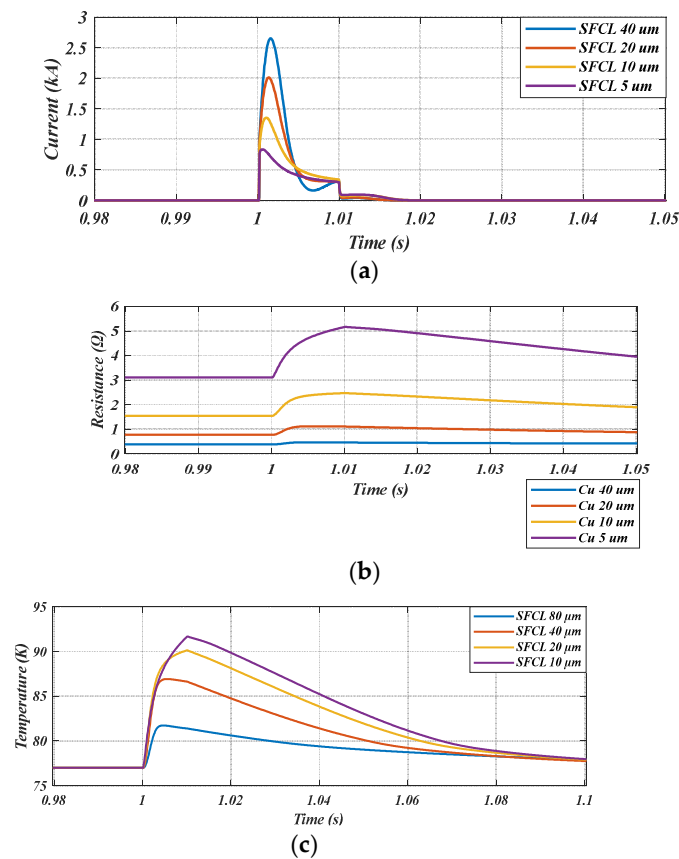 3
2.5
2
1.5
1
0.5
0
Current (kA)
SFCL 40 um
SFCL 20 um
SFCL 10 um
SFCL 5 um
0.98 0.99 1 1.01 1.02 1.03 1.04 1.05
Time (s)
(a)
6
5
4
3
2
1
0
Resistance (Ω)
0.98 0.99 1 1.01 1.02 1.03 1.04 1.05
Time (s)
Cu 40 um
Cu 20 um
Cu 10 um
Cu 5 um
(b)
95
90
85
80
75
Temperature (K)
SFCL 80 μm
SFCL 40 μm
SFCL 20 μm
SFCL 10 μm
0.98 1 1.02 1.04 1.06 1.08 1.1
Time (s)
(c)